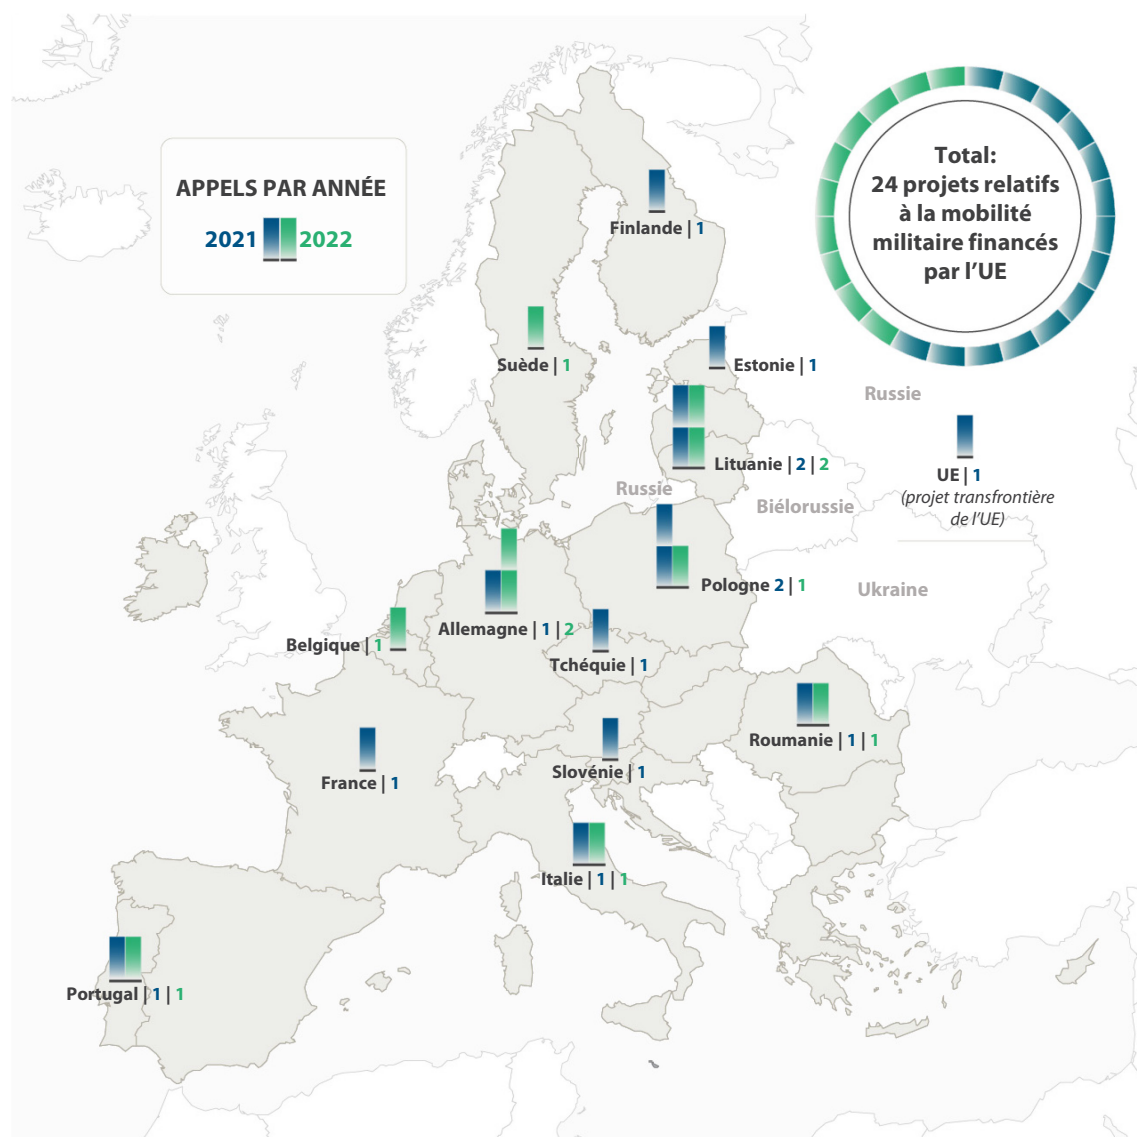 Total:
24 projets relatifs
à la mobilité
militaire financés
par l'UE
APPELS PAR ANNÉE
2021 2022
Finlande | 1
Suède | 1
Estonie | 1
Russie
Lituanie | 2 | 2
UE | 1
(projet transfrontière
de l'UE)
Russie
Biélorussie
Pologne 2 | 1
Ukraine
Allemagne | 1 | 2
Belgique | 1
Tchéquie | 1
Roumanie | 1 | 1
Slovénie | 1
France | 1
Italie | 1 | 1
Portugal | 1 | 1